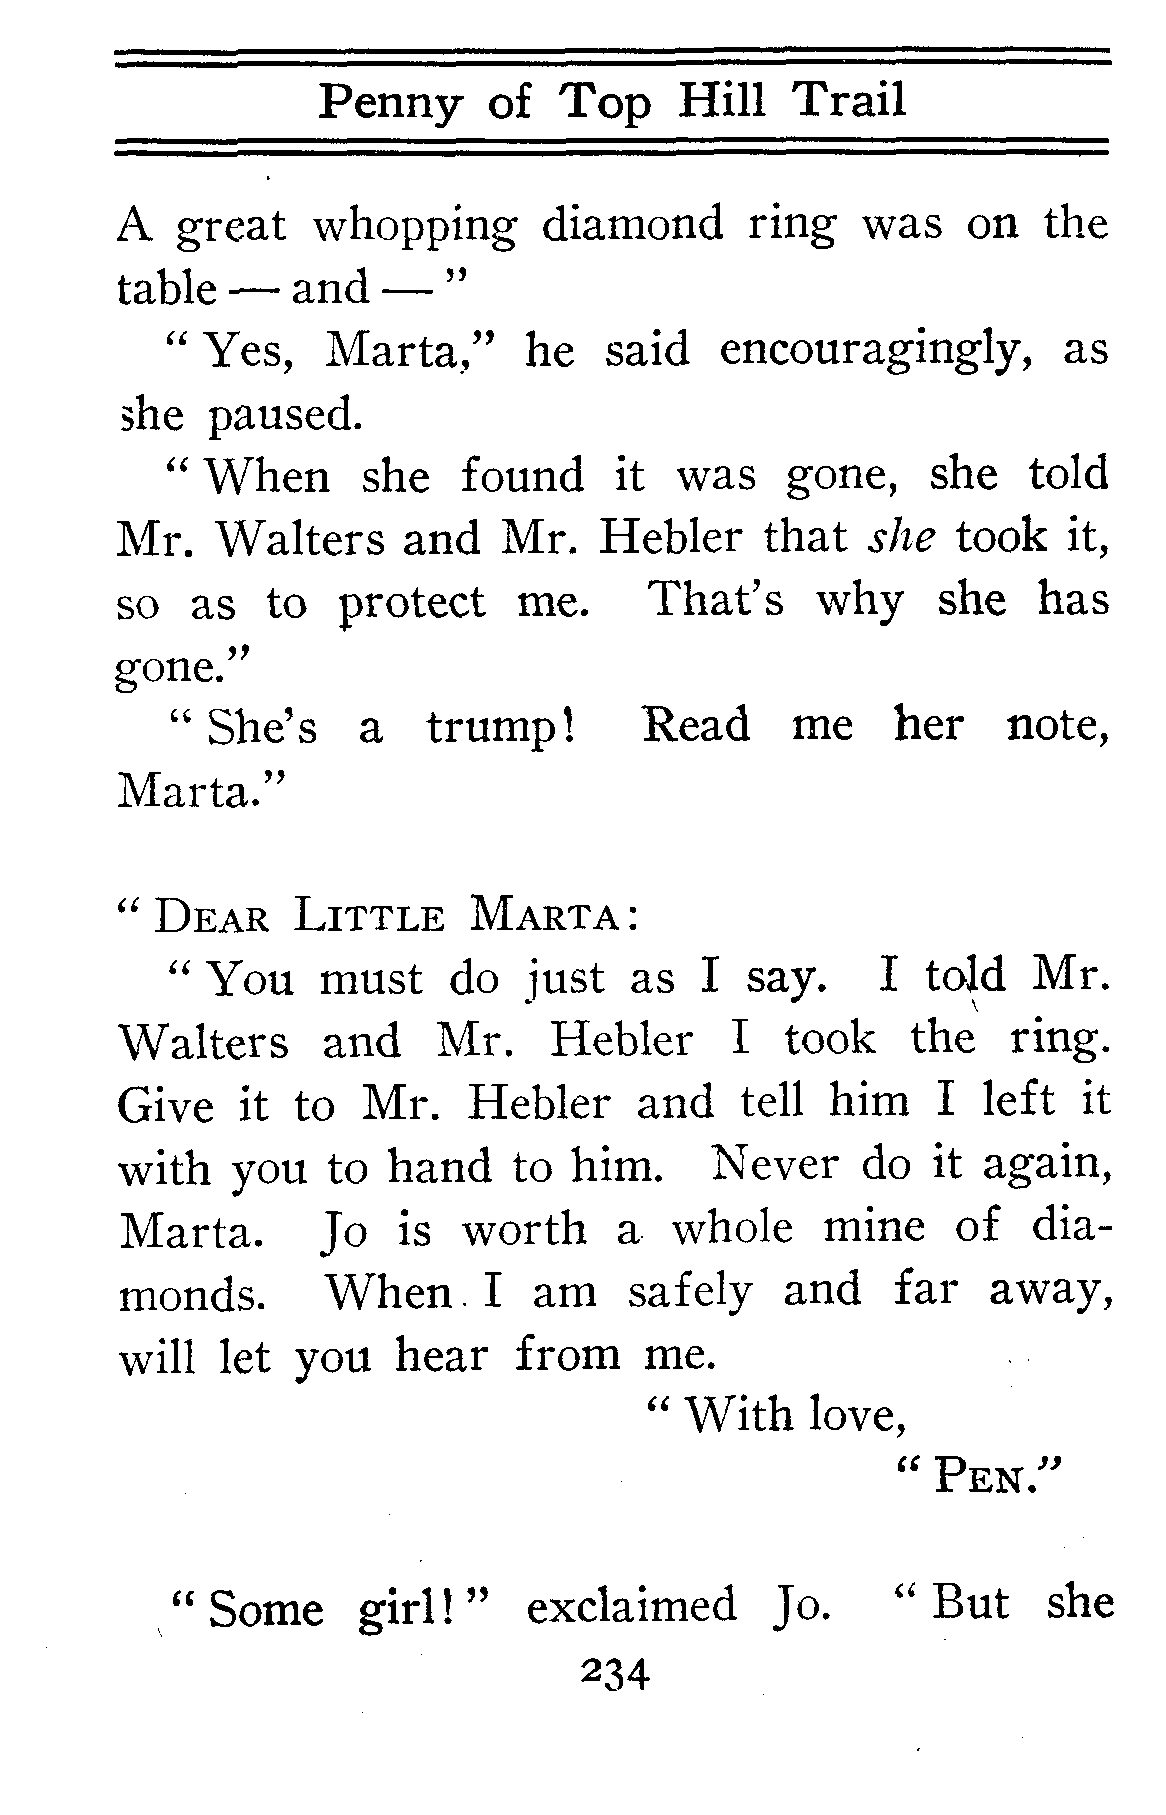 Penny of Top Hill Trail
A great whopping diamond ring was on the
table — and — ”
“ Yes, Marta,” he said encouragingly, as
she paused.
“ When she found it was gone, she told
Mr. Walters and Mr. Hebler that she took it,
so as to protect me. That’s why she has
gone.”
“ She’s a trump! Read me her note,
Marta.”
“ DEAR LITTLE MARTA:
“ You must do just as I say. I told Mr.
Walters and Mr. Hebler I took the ring.
Give it to Mr. Hebler and tell him I left it
with you to hand to him. Never do it again,
Marta. Jo is worth a whole mine of dia-
monds. When I am safely and far away,
will let you hear from me.
“ With love,
“ PEN.”
“ Some girl! ” exclaimed Jo. “ But she
234